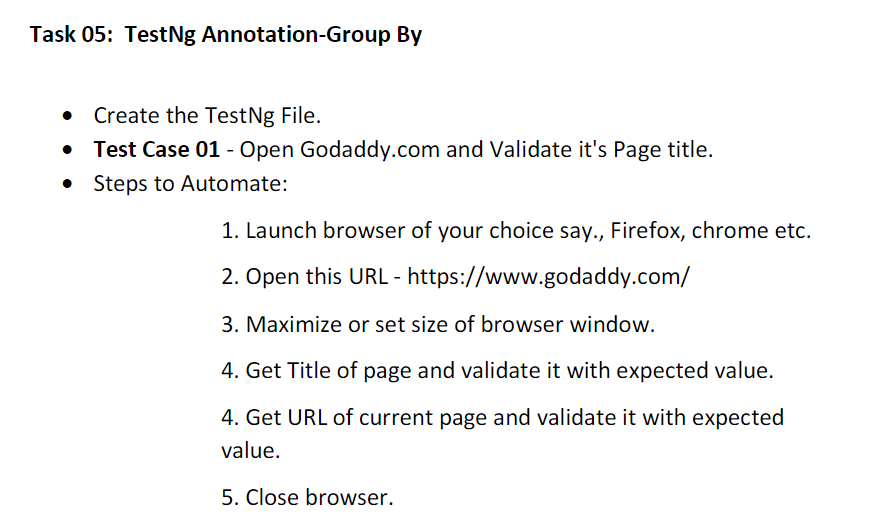 Task 05:  TestNg Annotation-Group By
• Create the TestNg File.
• Test Case 01 - Open Godaddy.com and Validate it's Page title.
• Steps to Automate:
1. Launch browser of your choice say., Firefox, chrome etc.
2. Open this URL - https://www.godaddy.com/
3. Maximize or set size of browser window.
4. Get Title of page and validate it with expected value.
4. Get URL of current page and validate it with expected
value.
5. Close browser.